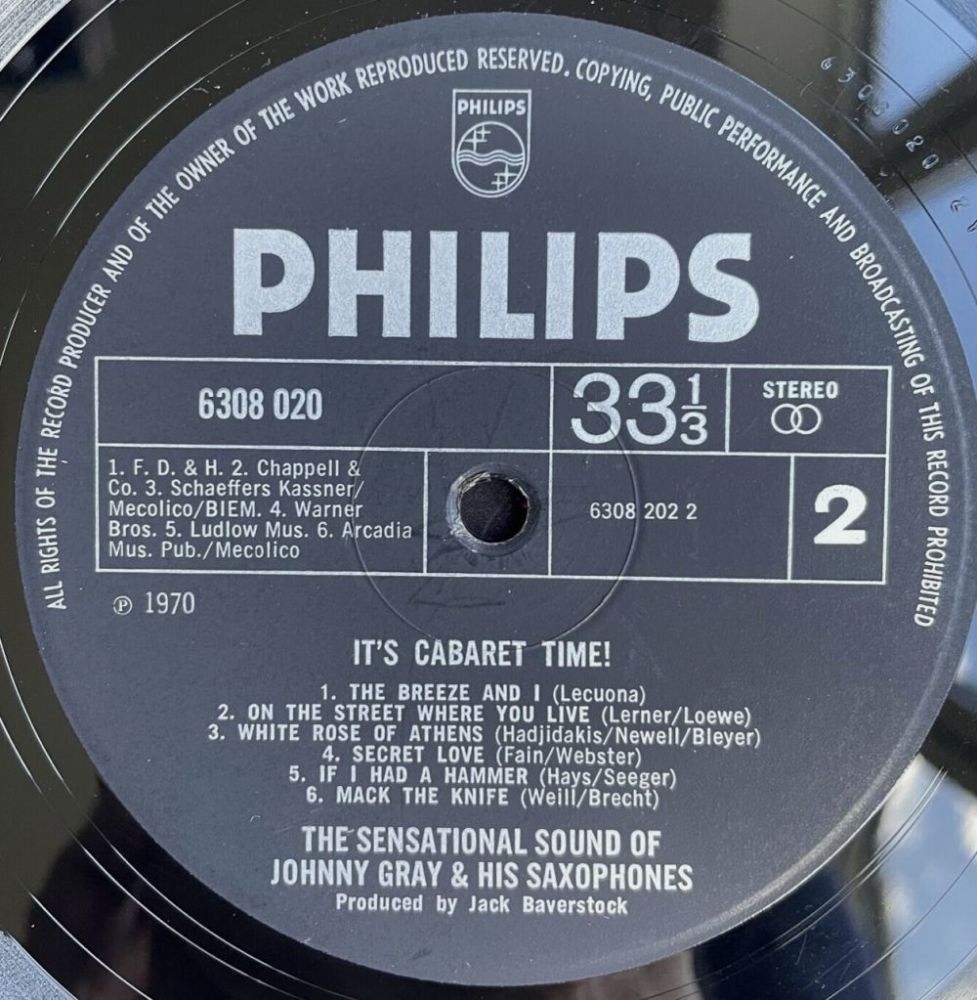 ALL RIGHTS OF THE RECORD PRODUCER AND OF THE OWNER OF THE WORK REPRODUCED RESERVED. COPYING, PUBLIC PERFORMANCE AND BROADCASTING OF THIS RECORD PROHIBITED
PHILIPS
PHILIPS
6308 020
33 1/3
STEREO
1. F. D. & H. 2. Chappell &
Co. 3. Schaeffers Kassner/
Mecolico/BIEM. 4. Warner
Bros. 5. Ludlow Mus. 6. Arcadia
Mus. Pub./Mecolico
6308 202 2
2
℗ 1970
IT'S CABARET TIME!
1. THE BREEZE AND I (Lecuona)
2. ON THE STREET WHERE YOU LIVE (Lerner/Loewe)
3. WHITE ROSE OF ATHENS (Hadjidakis/Newell/Bleyer)
4. SECRET LOVE (Fain/Webster)
5. IF I HAD A HAMMER (Hays/Seeger)
6. MACK THE KNIFE (Weill/Brecht)
THE SENSATIONAL SOUND OF
JOHNNY GRAY & HIS SAXOPHONES
Produced by Jack Baverstock
6308020